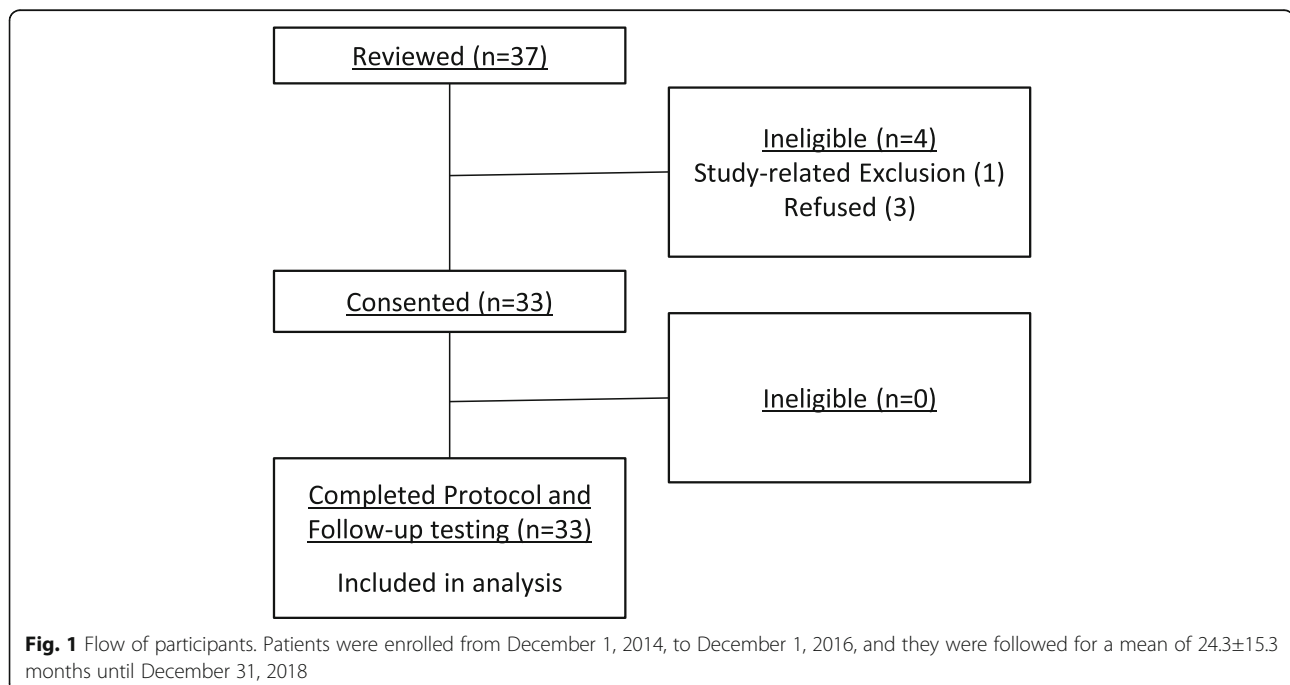 Reviewed (n=37)
Ineligible (n=4)
Study-related Exclusion (1)
Refused (3)
Consented (n=33)
Ineligible (n=0)
Completed Protocol and
Follow-up testing (n=33)
Included in analysis
Fig. 1 Flow of participants. Patients were enrolled from December 1, 2014, to December 1, 2016, and they were followed for a mean of 24.3±15.3
months until December 31, 2018